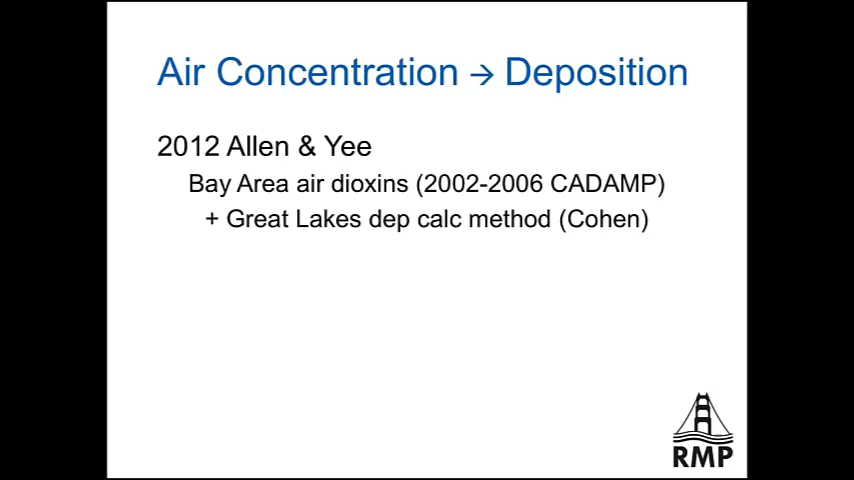 Air Concentration → Deposition
2012 Allen & Yee
Bay Area air dioxins (2002-2006 CADAMP)
+ Great Lakes dep calc method (Cohen)
RMP